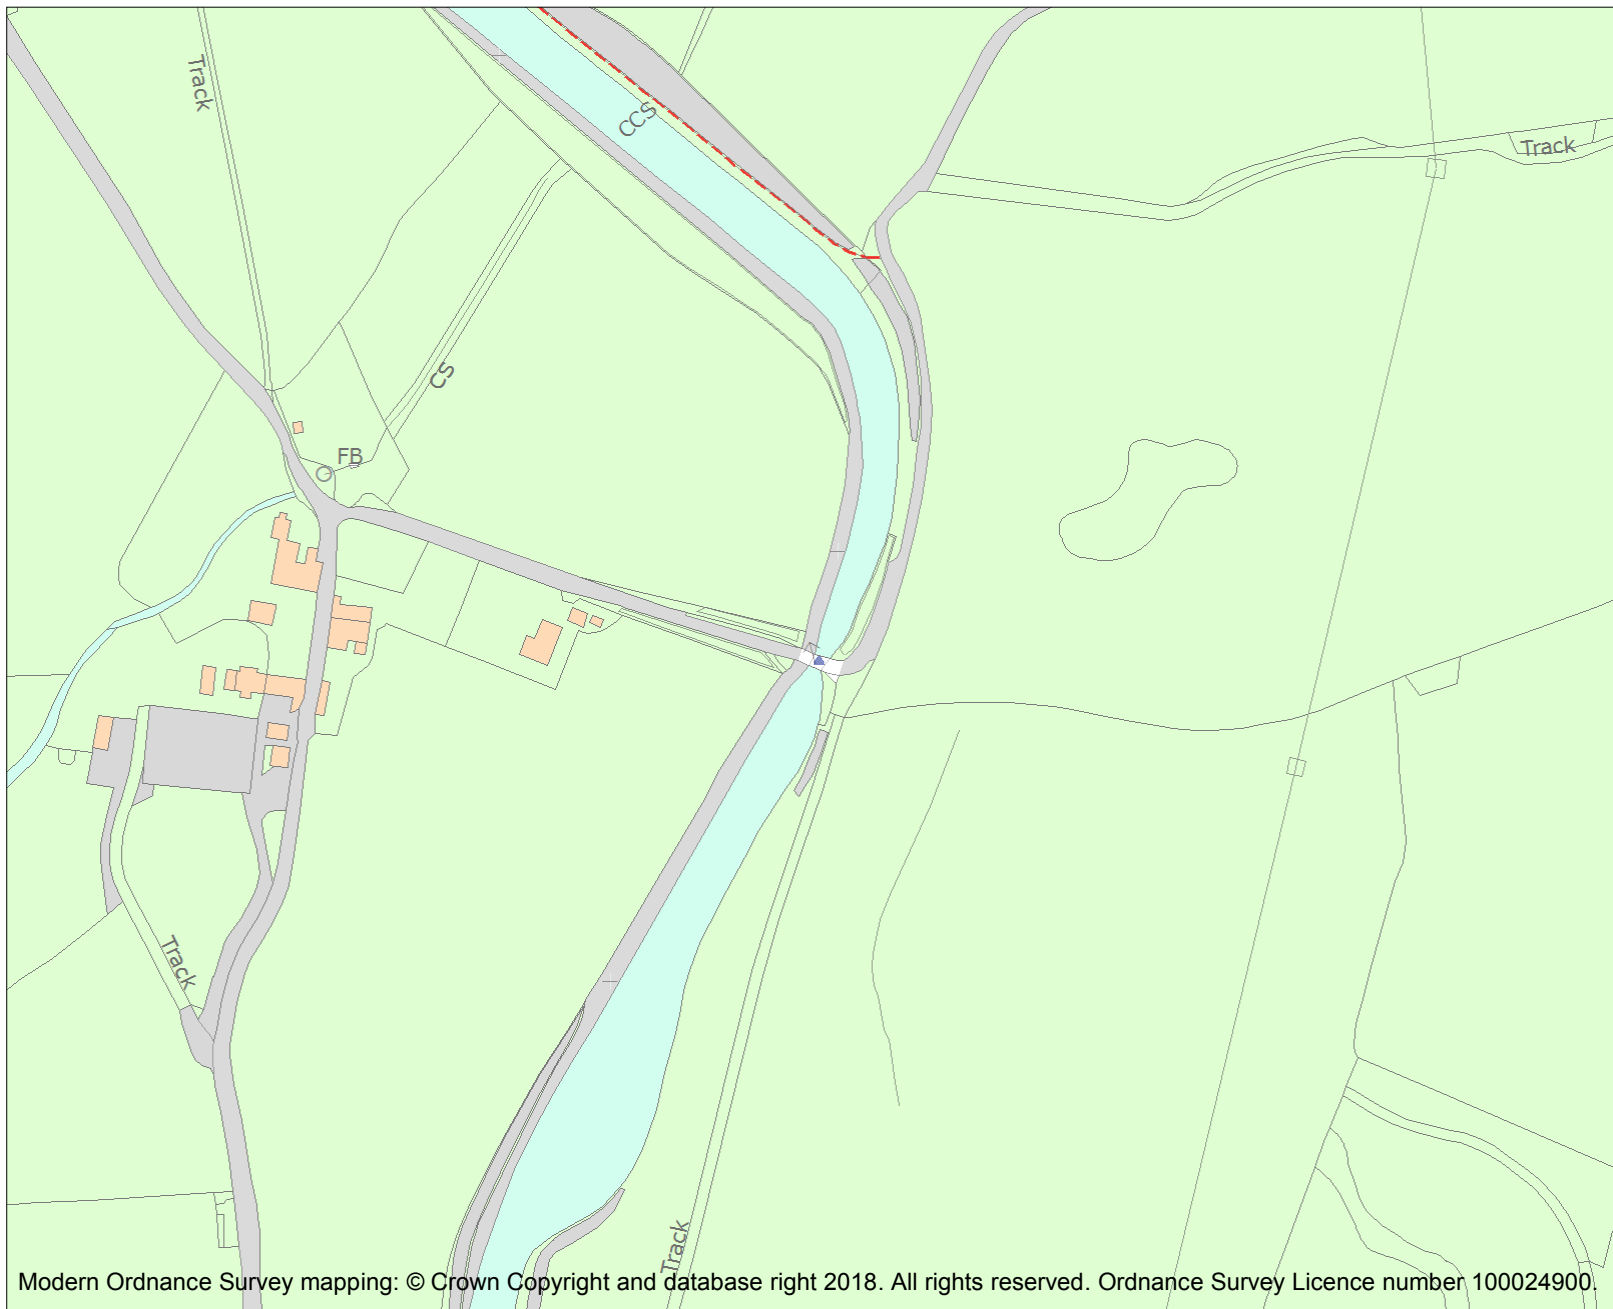 Track
CCS
Track
CS
FB
Track
Track
Modern Ordnance Survey mapping: © Crown Copyright and database right 2018. All rights reserved. Ordnance Survey Licence number 100024900.